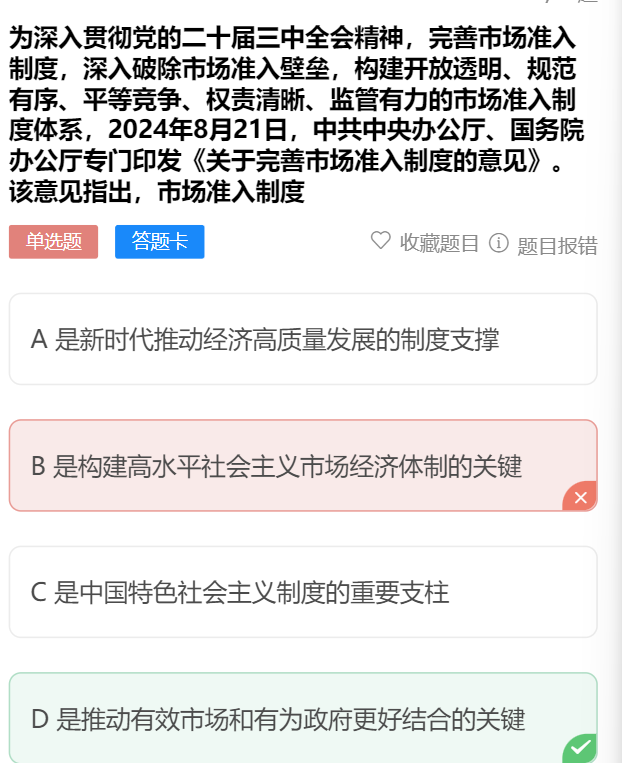 为深入贯彻党的二十届三中全会精神，完善市场准入
制度，深入破除市场准入壁垒，构建开放透明、规范
有序、平等竞争、权责清晰、监管有力的市场准入制
度体系，2024年8月21日，中共中央办公厅、国务院
办公厅专门印发《关于完善市场准入制度的意见》。
该意见指出，市场准入制度
单选题 答题卡 收藏题目 题目报错
A 是新时代推动经济高质量发展的制度支撑
B 是构建高水平社会主义市场经济体制的关键
C 是中国特色社会主义制度的重要支柱
D 是推动有效市场和有为政府更好结合的关键